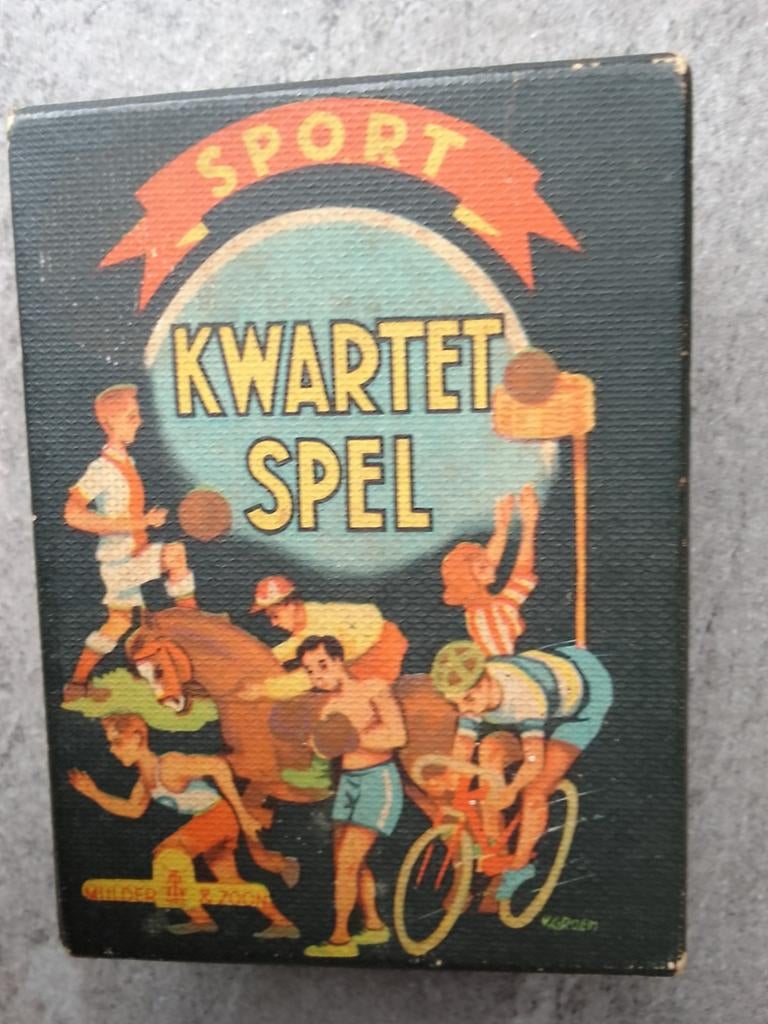 SPORT
KWARTET
SPEL
MULDER & ZOON